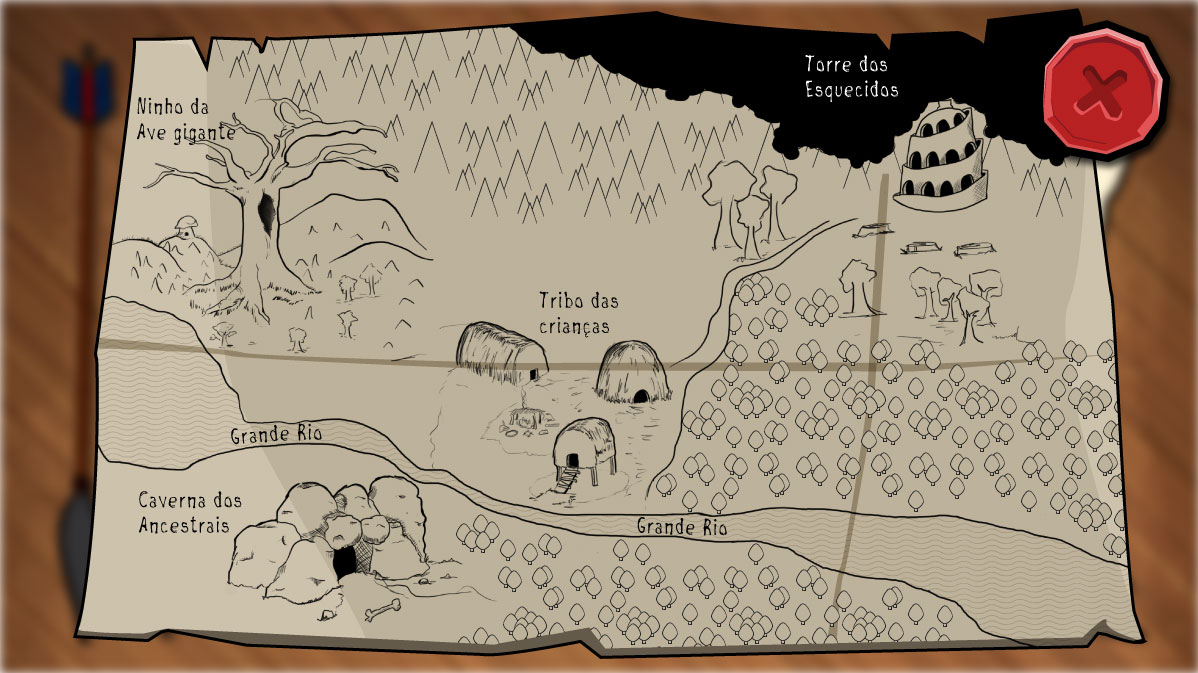 Torre dos
Esquecidos
Ninho da
Ave gigante
Tribo das
crianças
Grande Rio
Caverna dos
Ancestrais
Grande Rio